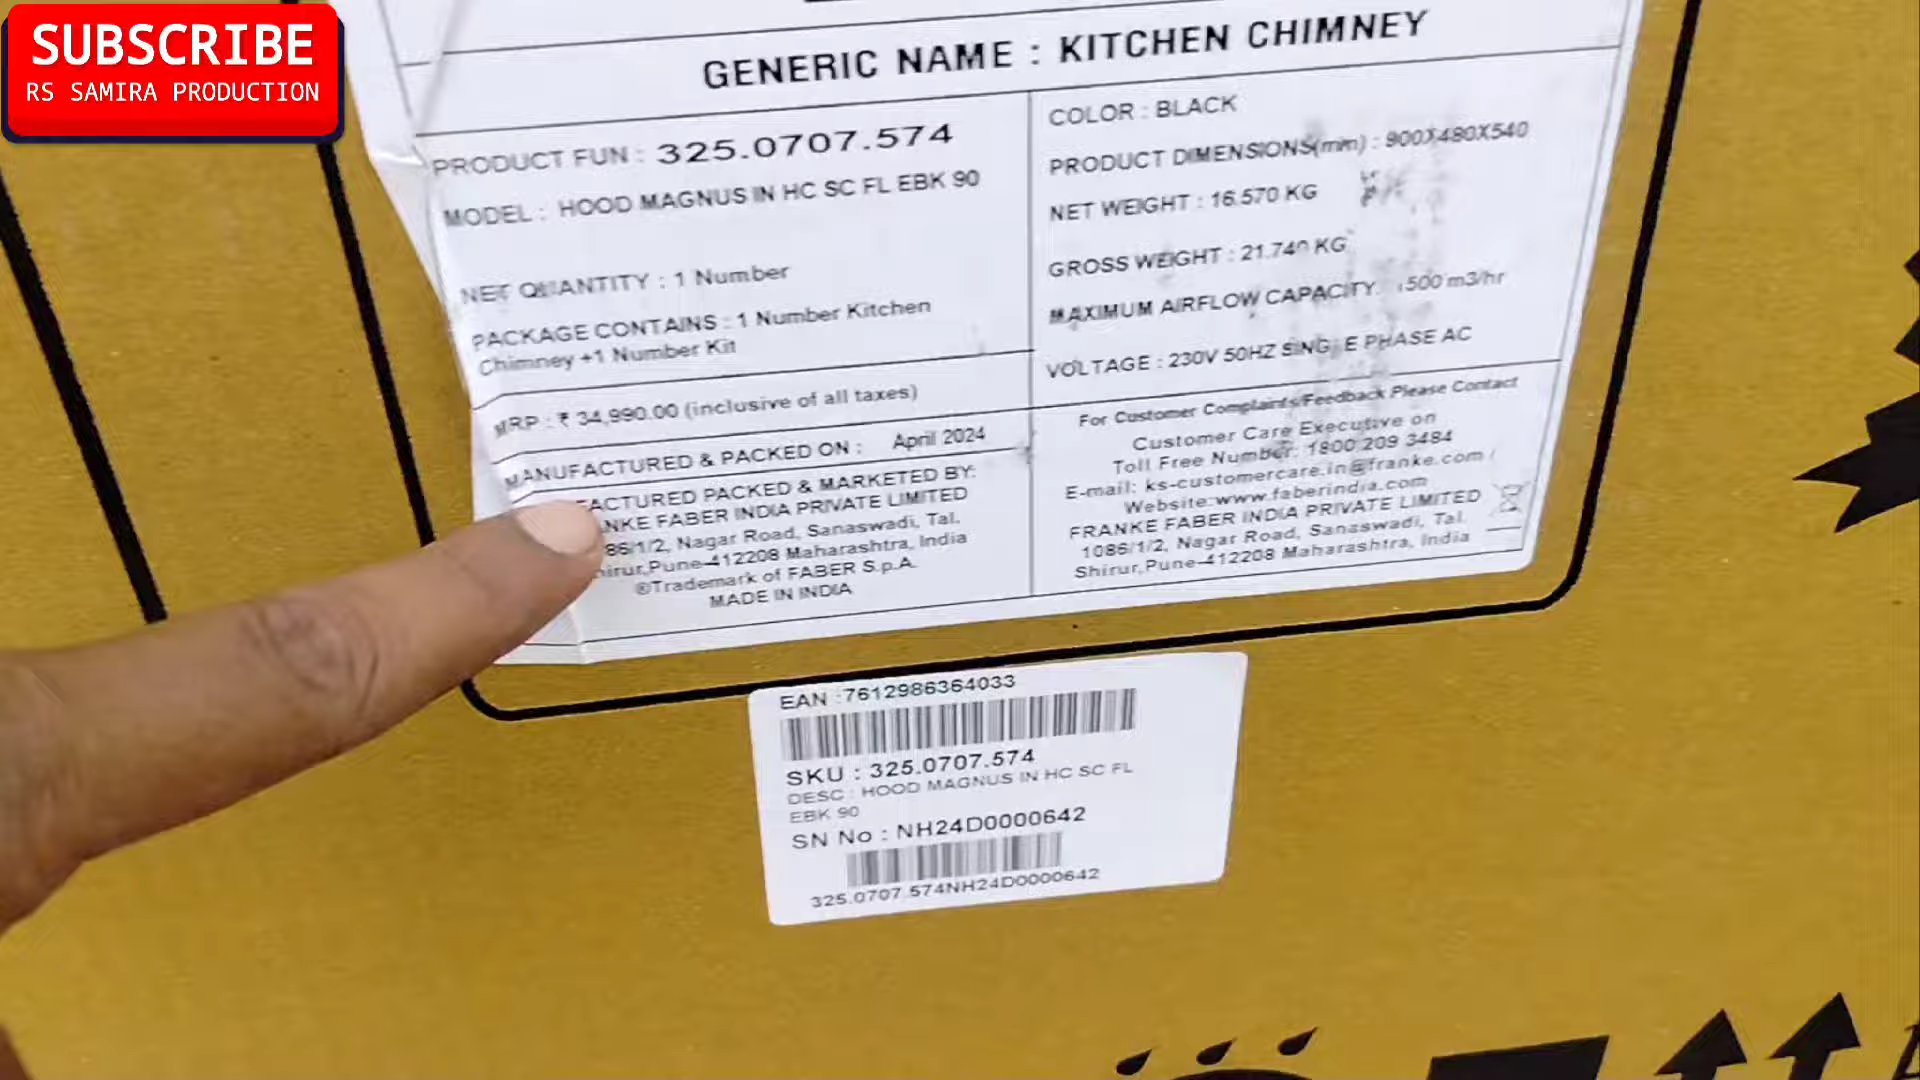 SUBSCRIBE
RS SAMIRA PRODUCTION
GENERIC NAME : KITCHEN CHIMNEY
PRODUCT FUN : 325.0707.574
MODEL : HOOD MAGNUS IN HC SC FL EBK 90
NET QUANTITY : 1 Number
PACKAGE CONTAINS : 1 Number Kitchen
Chimney +1 Number Kit
MRP : ₹ 34,990.00 (inclusive of all taxes)
MANUFACTURED & PACKED ON : April 2024
PACKED & MARKETED BY:
FABER INDIA PRIVATE LIMITED
Nagar Road, Sanaswadi, Tal.
Pune-412208 Maharashtra, India
®Trademark of FABER S.p.A.
MADE IN INDIA
COLOR : BLACK
PRODUCT DIMENSIONS(mm) : 900X480X540
NET WEIGHT : 16.570 KG
GROSS WEIGHT : KG
MAXIMUM AIRFLOW CAPACITY m3/hr
VOLTAGE : 230V 50HZ SINGLE PHASE AC
For Customer Complaints/Feedback Please Contact
Customer Care Executive on
Toll Free Number: 1800 209 3484
E-mail: ks-customercare.in@franke.com /
Website:www.faberindia.com
FRANKE FABER INDIA PRIVATE LIMITED
1086/1/2, Nagar Road, Sanaswadi, Tal.
Shirur,Pune-412208 Maharashtra, India
EAN :7612986364033
SKU : 325.0707.574
DESC : HOOD MAGNUS IN HC SC FL
EBK 90
SN No : NH24D0000642
325.0707.574NH24D0000642